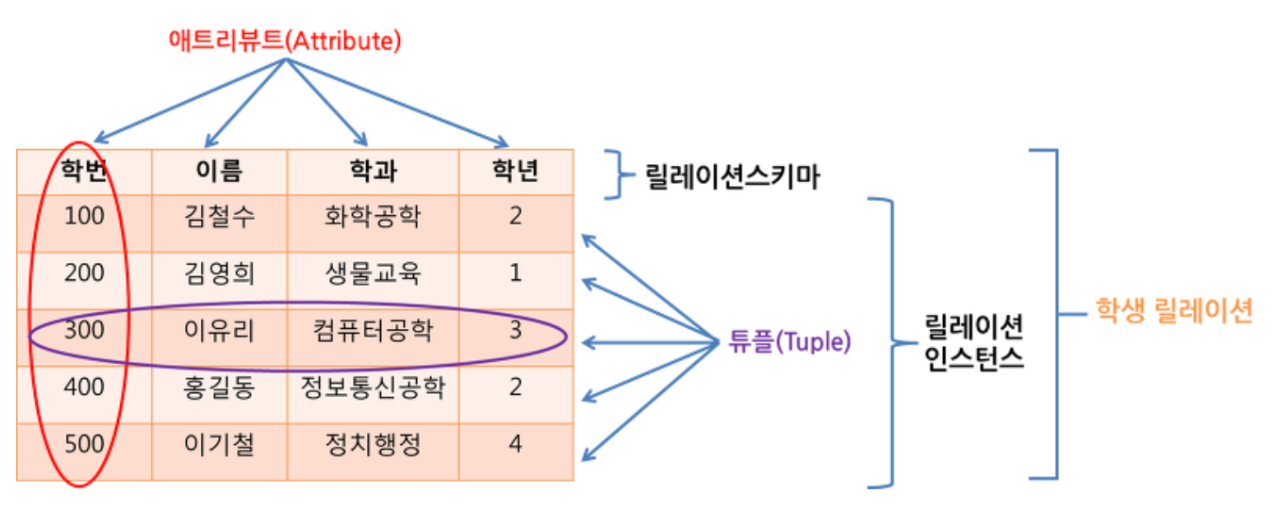 애트리뷰트(Attribute)
학번 이름 학과 학년
릴레이션스키마
100 김철수 화학공학 2
200 김영희 생물교육 1
300 이유리 컴퓨터공학 3
400 홍길동 정보통신공학 2
500 이기철 정치행정 4
튜플(Tuple)
릴레이션
인스턴스
학생 릴레이션